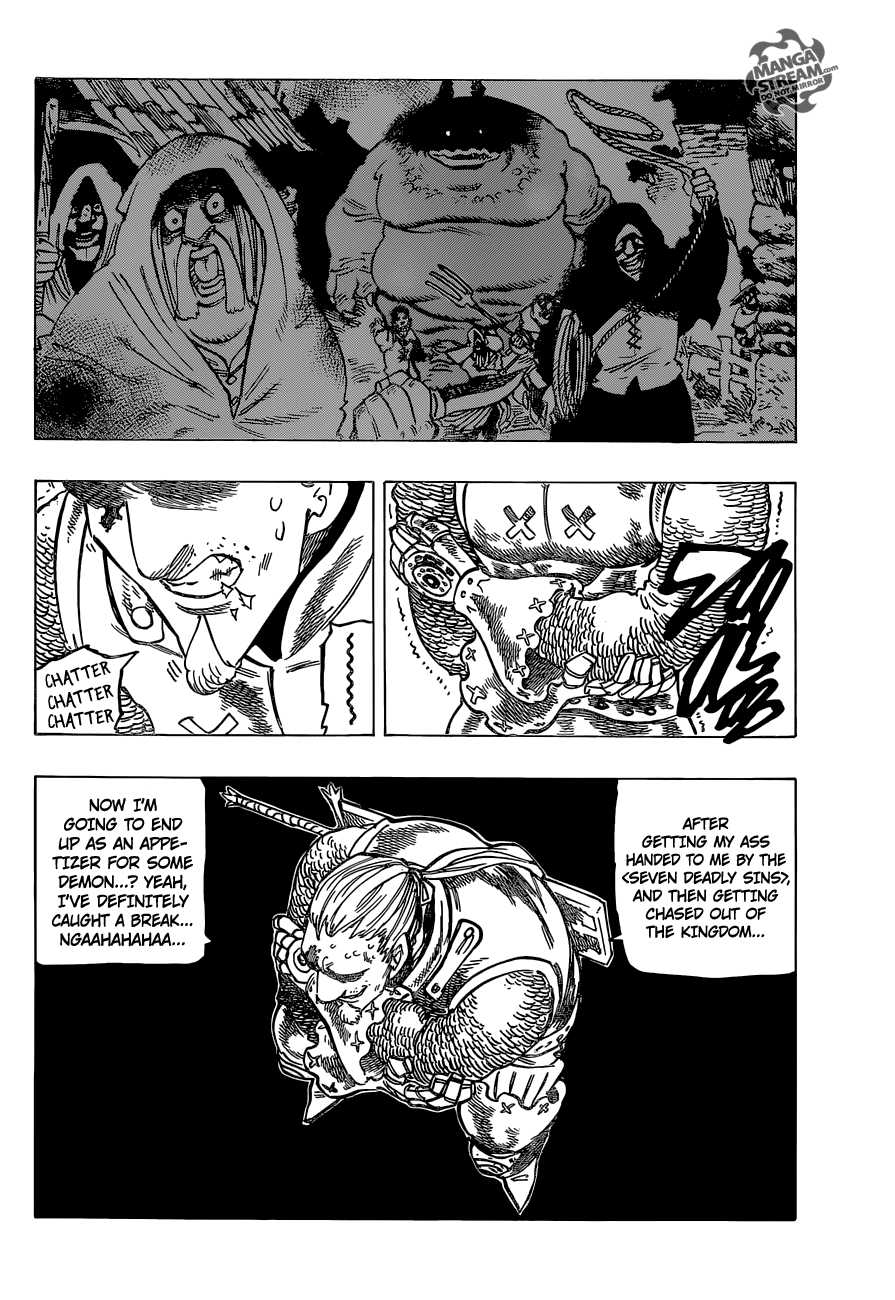 MANGA
STREAM.com
DO NOT MIRROR
CHATTER
CHATTER
CHATTER
AFTER
GETTING MY ASS
HANDED TO ME BY THE
<SEVEN DEADLY SINS>,
AND THEN GETTING
CHASED OUT OF
THE KINGDOM...
NOW I'M
GOING TO END
UP AS AN APPE-
TIZER FOR SOME
DEMON...? YEAH,
I'VE DEFINITELY
CAUGHT A BREAK...
NGAAHAHAHAA...